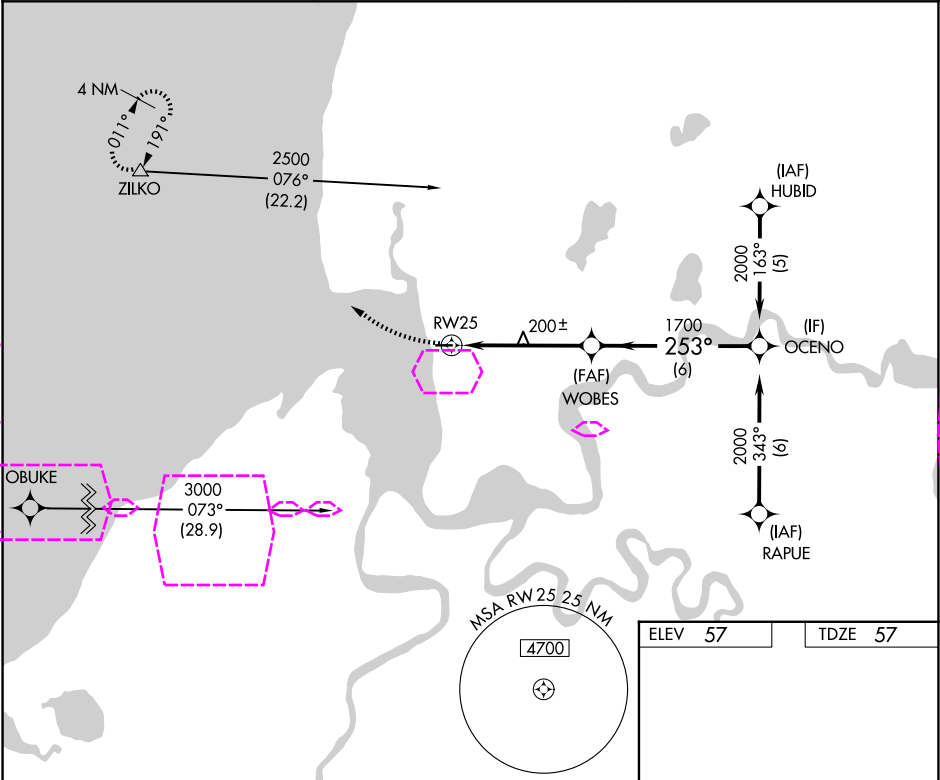 4 NM
011°
191°
ZILKO
2500
076°
(22.2)
(IAF)
HUBID
2000
163°
(5)
RW25
200±
1700
253°
(6)
(IF)
OCENO
(FAF)
WOBES
2000
343°
(6)
(IAF)
RAPUE
OBUKE
3000
073°
(28.9)
MSA RW25 25 NM
4700
ELEV 57
TDZE 57